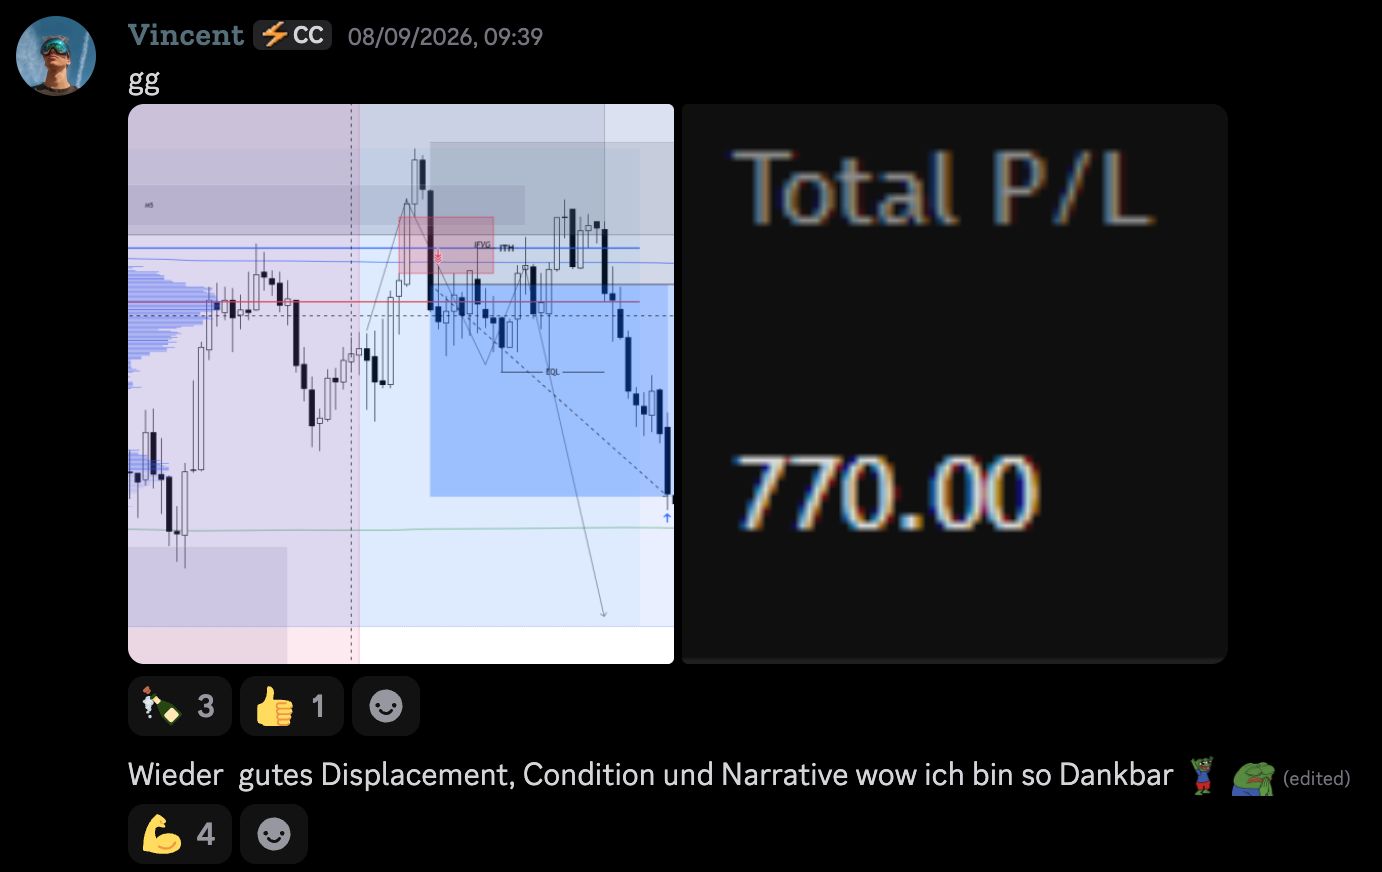 Vincent ⚡CC 08/09/2026, 09:39
gg
M5
IFVG ITH
EQL
Total P/L
770.00
3 1
Wieder gutes Displacement, Condition und Narrative wow ich bin so Dankbar (edited)
4